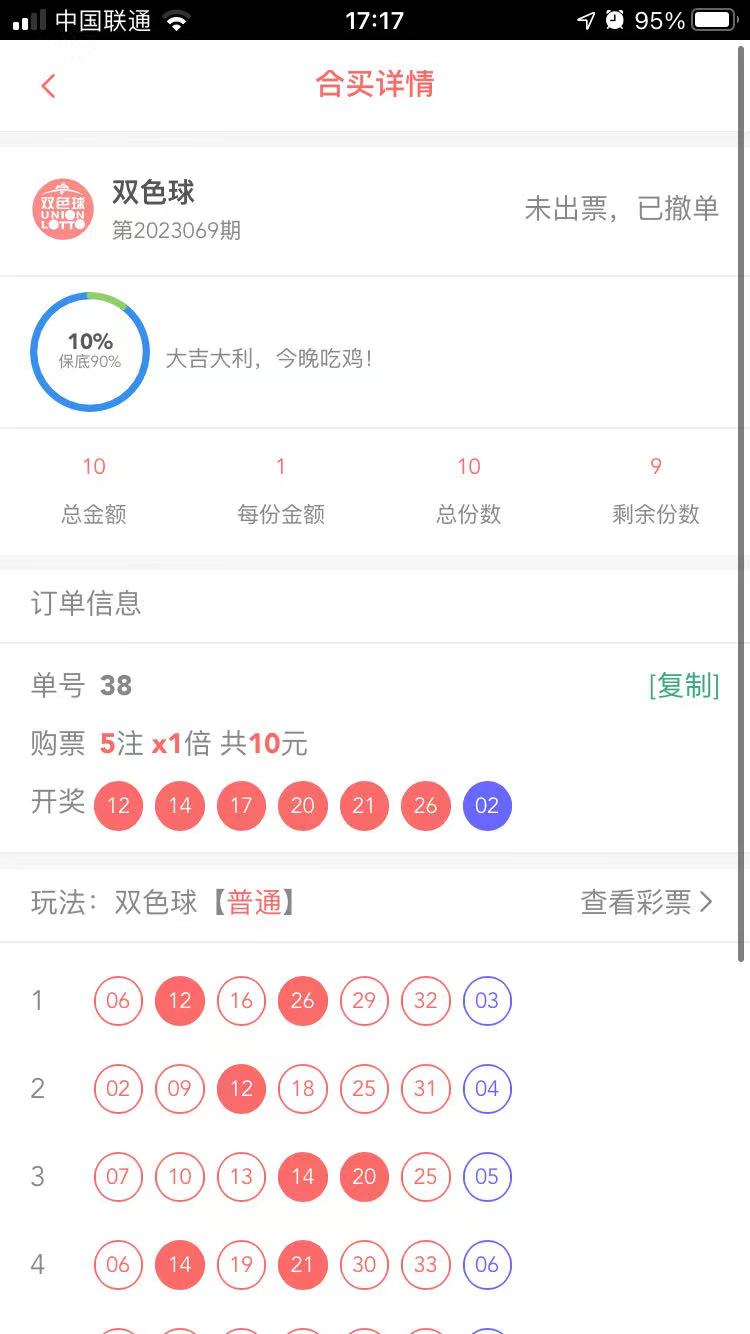 中国联通 17:17 95%
合买详情
双色球 UNION LOTTO
双色球
第2023069期
未出票，已撤单
10%
保底90%
大吉大利，今晚吃鸡！
10 1 10 9
总金额 每份金额 总份数 剩余份数
订单信息
单号 38 [复制]
购票 5注 x1倍 共10元
开奖 12 14 17 20 21 26 02
玩法：双色球【普通】 查看彩票
1 06 12 16 26 29 32 03
2 02 09 12 18 25 31 04
3 07 10 13 14 20 25 05
4 06 14 19 21 30 33 06